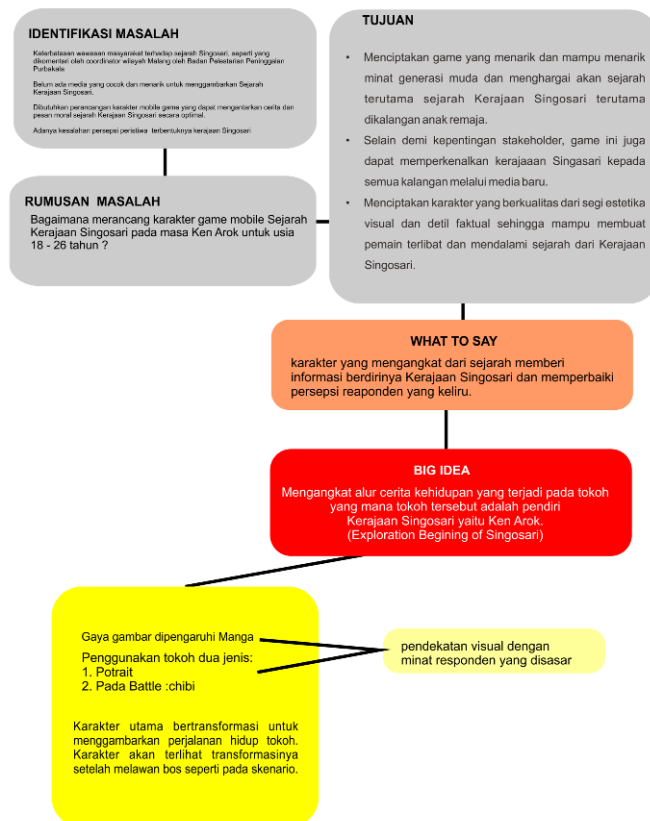 IDENTIFIKASI MASALAH
Keterbatasan wawasan masyarakat terhadap sejarah Singosari, seperti yang
dikomentari oleh coordinator wilayah Malang oleh Badan Pelestarian Peninggalan
Purbakala
Belum ada media yang cocok dan menarik untuk menggambarkan Sejarah
Kerajaan Singosari.
Dibutuhkan perancangan karakter mobile game yang dapat mengantarkan cerita dan
pesan moral sejarah Kerajaan Singosari secara optimal.
Adanya kesalahan persepsi peristiwa terbentuknya kerajaan Singosari
RUMUSAN MASALAH
Bagaimana merancang karakter game mobile Sejarah
Kerajaan Singosari pada masa Ken Arok untuk usia
18 - 26 tahun ?
TUJUAN
• Menciptakan game yang menarik dan mampu menarik
minat generasi muda dan menghargai akan sejarah
terutama sejarah Kerajaan Singosari terutama
dikalangan anak remaja.
• Selain demi kepentingan stakeholder, game ini juga
dapat memperkenalkan kerajaaan Singasari kepada
semua kalangan melalui media baru.
• Menciptakan karakter yang berkualitas dari segi estetika
visual dan detil faktual sehingga mampu membuat
pemain terlibat dan mendalami sejarah dari Kerajaan
Singosari.
WHAT TO SAY
karakter yang mengangkat dari sejarah memberi
informasi berdirinya Kerajaan Singosari dan memperbaiki
persepsi reaponden yang keliru.
BIG IDEA
Mengangkat alur cerita kehidupan yang terjadi pada tokoh
yang mana tokoh tersebut adalah pendiri
Kerajaan Singosari yaitu Ken Arok.
(Exploration Begining of Singosari)
Gaya gambar dipengaruhi Manga
Penggunakan tokoh dua jenis:
1. Potrait
2. Pada Battle :chibi
Karakter utama bertransformasi untuk
menggambarkan perjalanan hidup tokoh.
Karakter akan terlihat transformasinya
setelah melawan bos seperti pada skenario.
pendekatan visual dengan
minat responden yang disasar